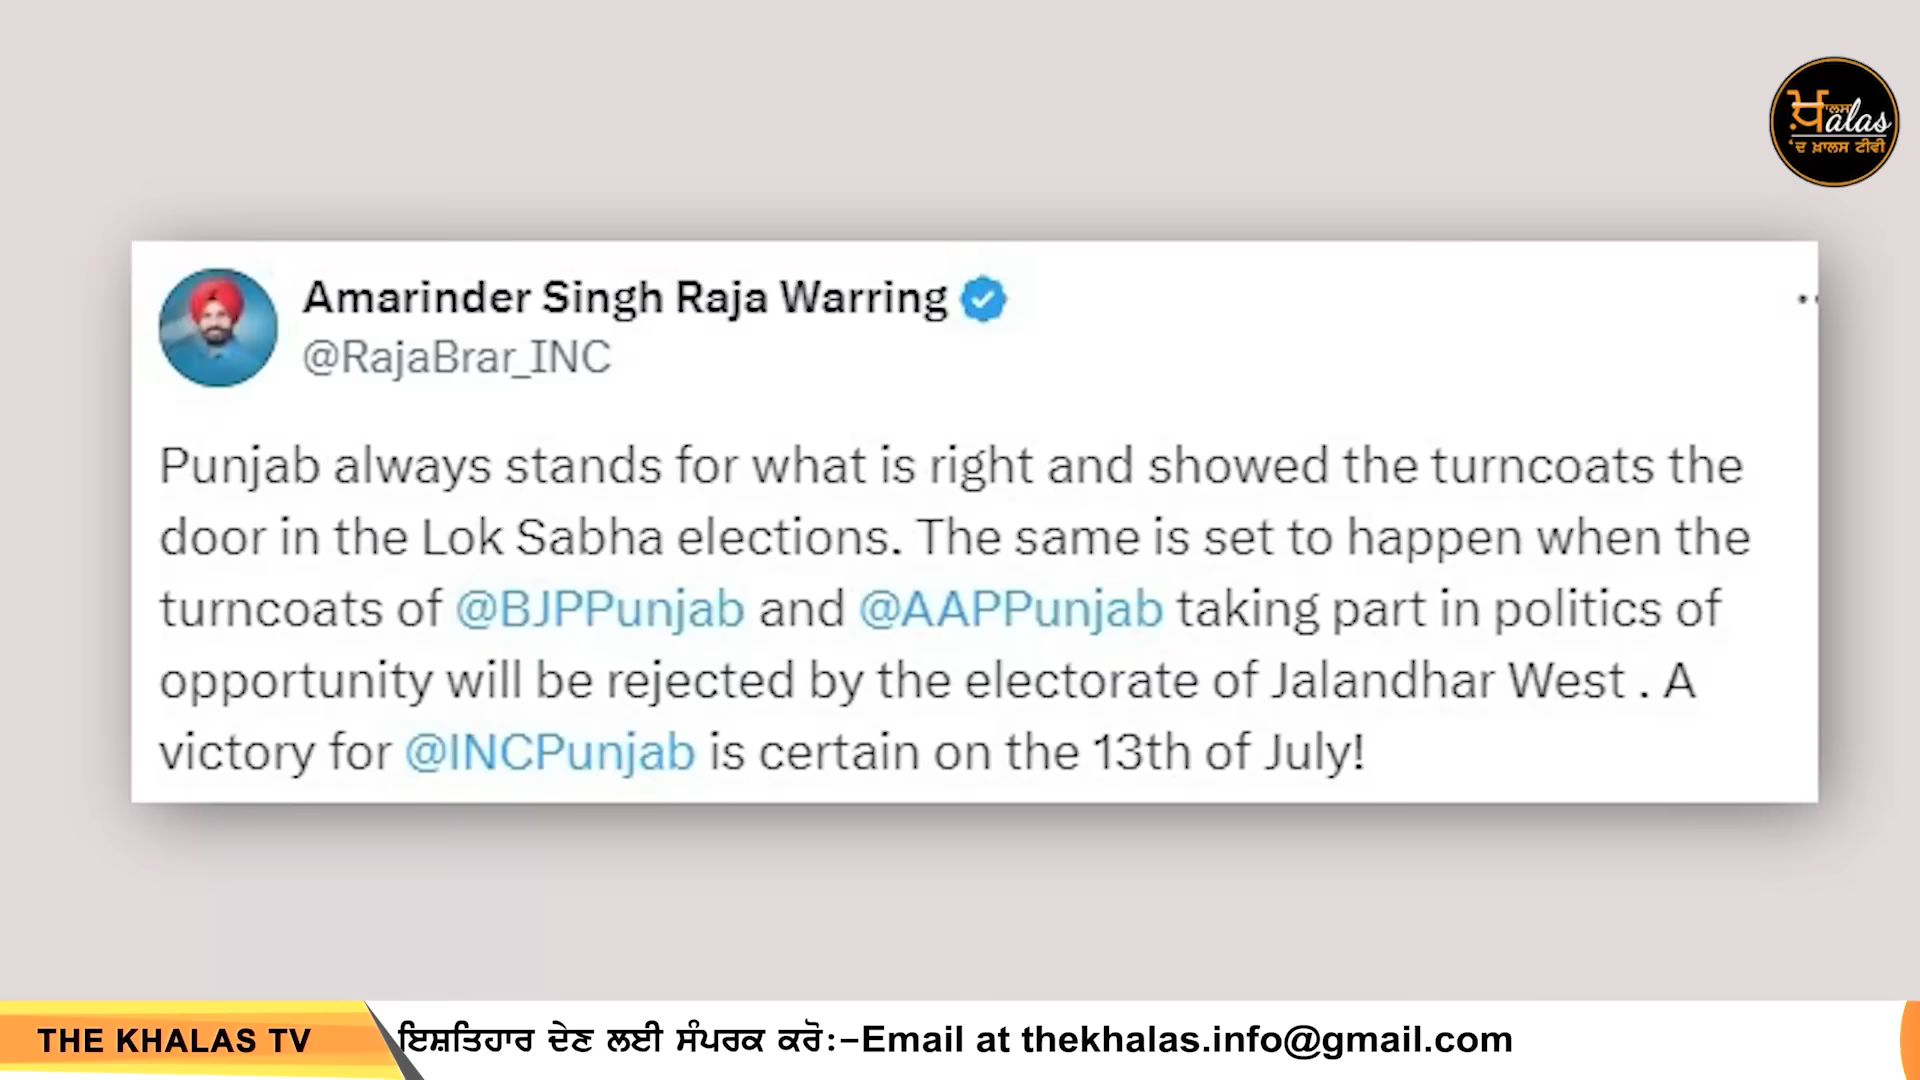 ਖ਼ਾਲਸ
alas
'ਦ ਖ਼ਾਲਸ ਟੀਵੀ
Amarinder Singh Raja Warring
@RajaBrar_INC
Punjab always stands for what is right and showed the turncoats the
door in the Lok Sabha elections. The same is set to happen when the
turncoats of @BJPPunjab and @AAPPunjab taking part in politics of
opportunity will be rejected by the electorate of Jalandhar West . A
victory for @INCPunjab is certain on the 13th of July!
THE KHALAS TV
ਇਸ਼ਤਿਹਾਰ ਦੇਣ ਲਈ ਸੰਪਰਕ ਕਰੋ:-Email at thekhalas.info@gmail.com